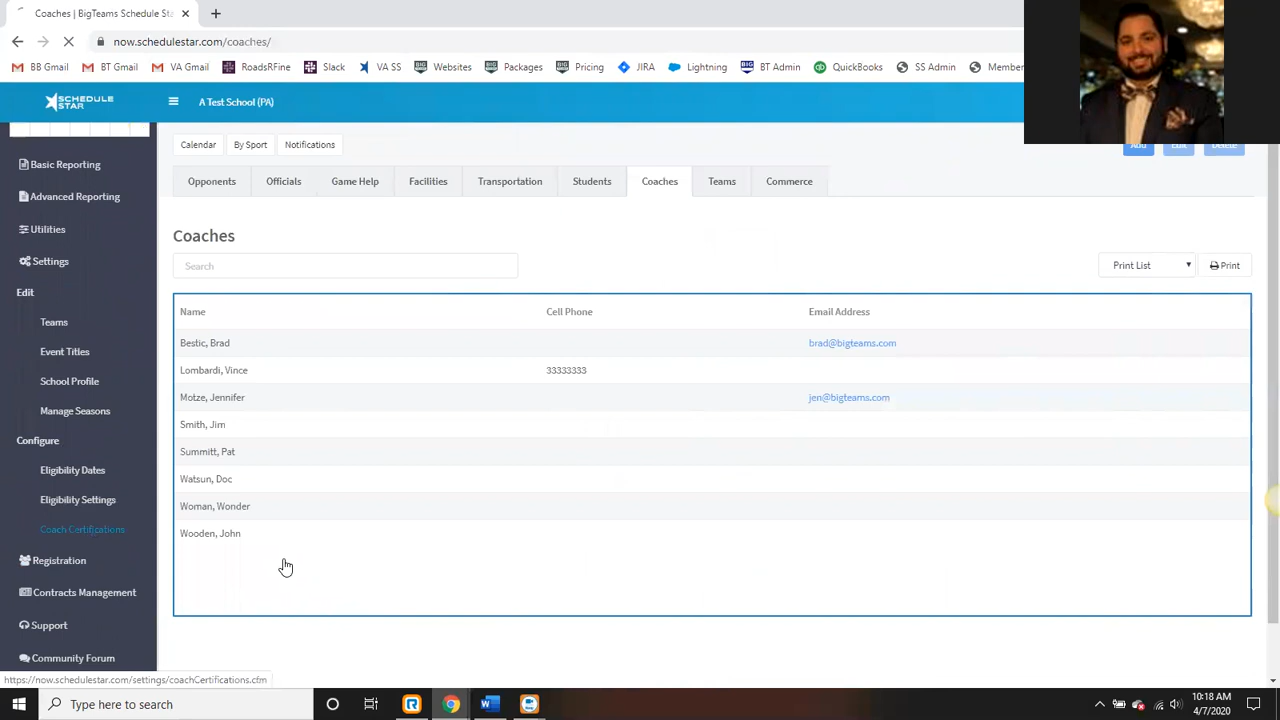 Coaches | BigTeams Schedule Sta
now.schedulestar.com/coaches/
BB Gmail BT Gmail VA Gmail RoadsRFine Slack VA SS Websites Packages Pricing JIRA Lightning BT Admin QuickBooks SS Admin Membe
SCHEDULE STAR A Test School (PA)
Calendar By Sport Notifications Add Edit Delete
Opponents Officials Game Help Facilities Transportation Students Coaches Teams Commerce
Basic Reporting
Advanced Reporting
Utilities
Settings
Edit
Teams
Event Titles
School Profile
Manage Seasons
Configure
Eligibility Dates
Eligibility Settings
Coach Certifications
Registration
Contracts Management
Support
Community Forum
Coaches
Search Print List Print
Name Cell Phone Email Address
Bestic, Brad brad@bigteams.com
Lombardi, Vince 33333333
Motze, Jennifer jen@bigteams.com
Smith, Jim
Summitt, Pat
Watsun, Doc
Woman, Wonder
Wooden, John
https://now.schedulestar.com/settings/coachCertifications.cfm
Type here to search
10:18 AM
4/7/2020